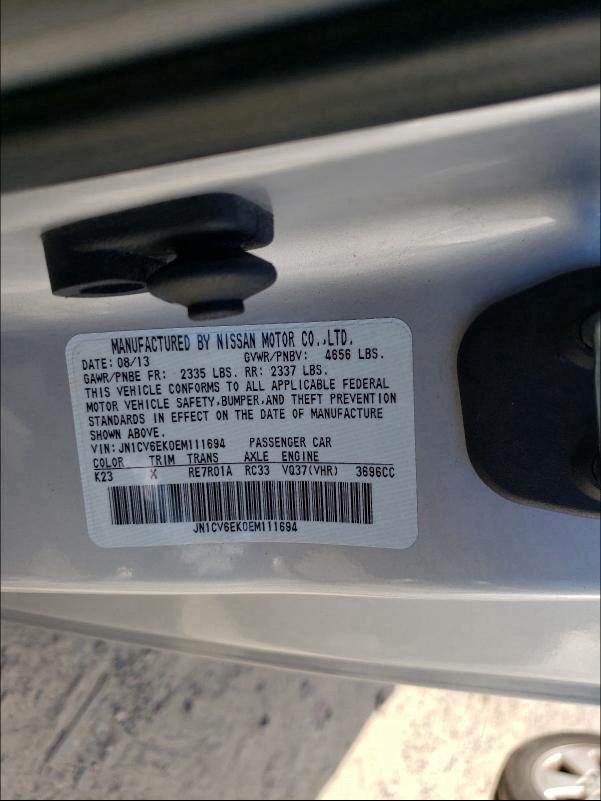 MANUFACTURED BY NISSAN MOTOR CO.,LTD.
DATE: 08/13 GVWR/PNBV: 4656 LBS.
GAWR/PNBE FR: 2335 LBS. RR: 2337 LBS.
THIS VEHICLE CONFORMS TO ALL APPLICABLE FEDERAL
MOTOR VEHICLE SAFETY,BUMPER,AND THEFT PREVENTION
STANDARDS IN EFFECT ON THE DATE OF MANUFACTURE
SHOWN ABOVE.
VIN: JN1CV6EK0EM111694 PASSENGER CAR
COLOR TRIM TRANS AXLE ENGINE
K23 X RE7R01A RC33 VQ37(VHR) 3696CC
JN1CV6EK0EM111694